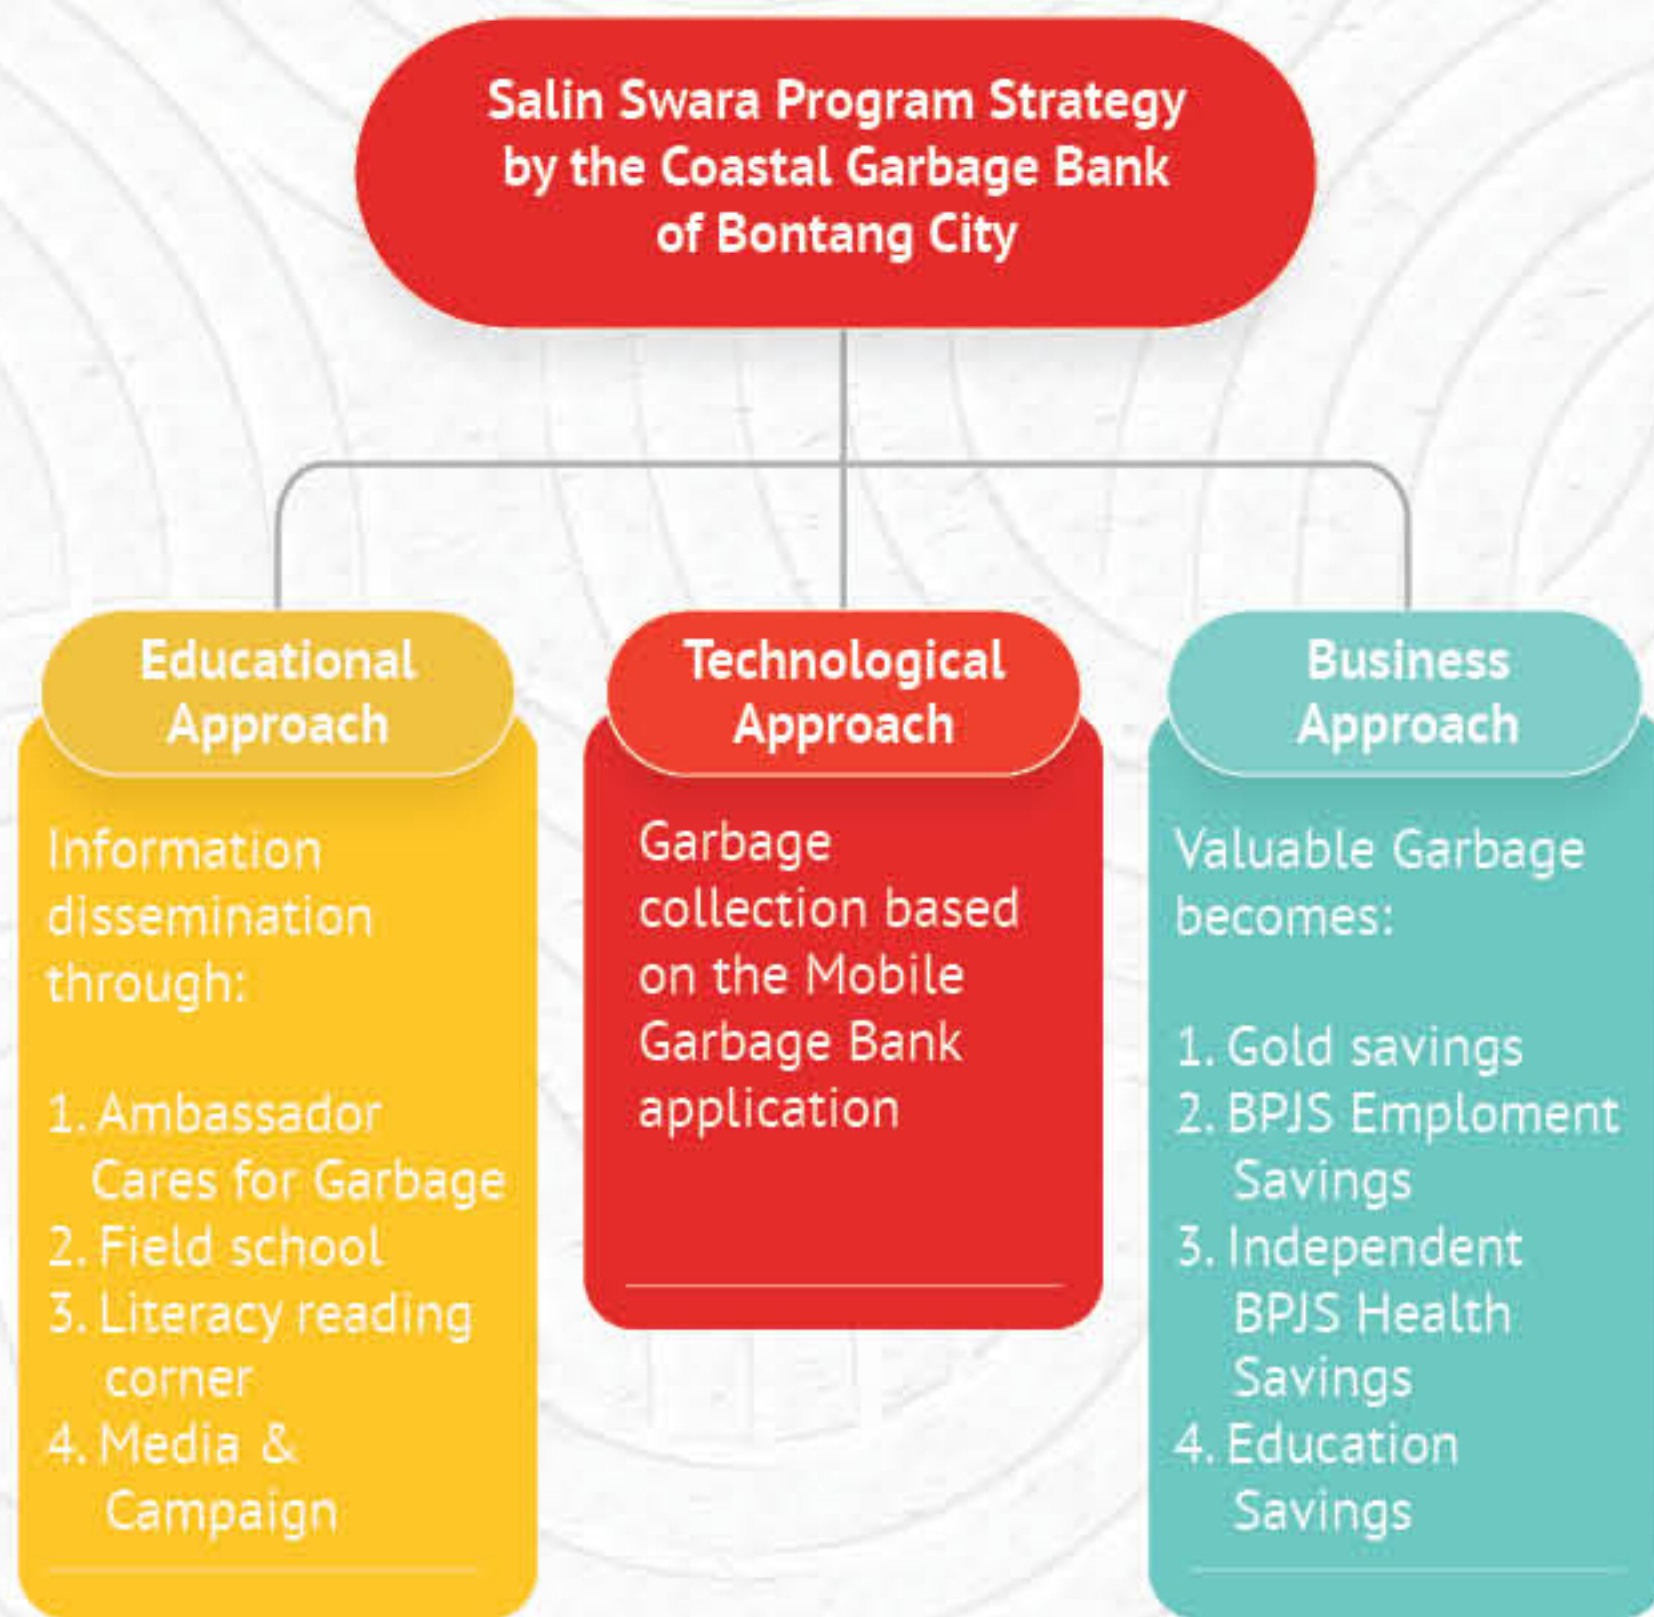 Salin Swara Program Strategy
by the Coastal Garbage Bank
of Bontang City
Educational
Approach
Information
dissemination
through:
1. Ambassador
Cares for Garbage
2. Field school
3. Literacy reading
corner
4. Media &
Campaign
Technological
Approach
Garbage
collection based
on the Mobile
Garbage Bank
application
Business
Approach
Valuable Garbage
becomes:
1. Gold savings
2. BPJS Emploment
Savings
3. Independent
BPJS Health
Savings
4. Education
Savings